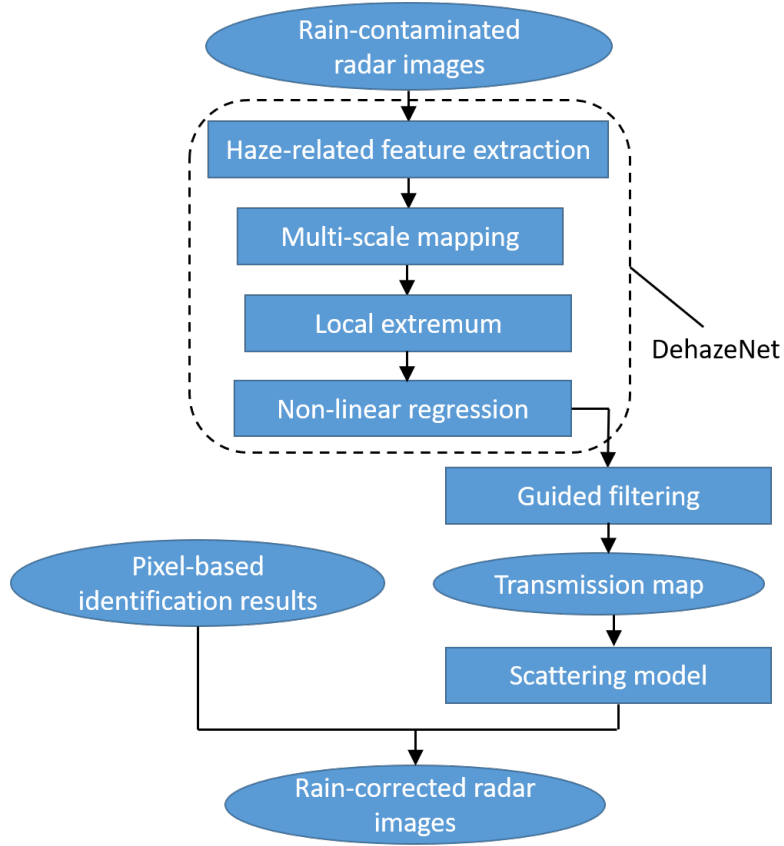 Rain-contaminated
radar images
Haze-related feature extraction
Multi-scale mapping
Local extremum
DehazeNet
Non-linear regression
Guided filtering
Pixel-based
identification results
Transmission map
Scattering model
Rain-corrected radar
images